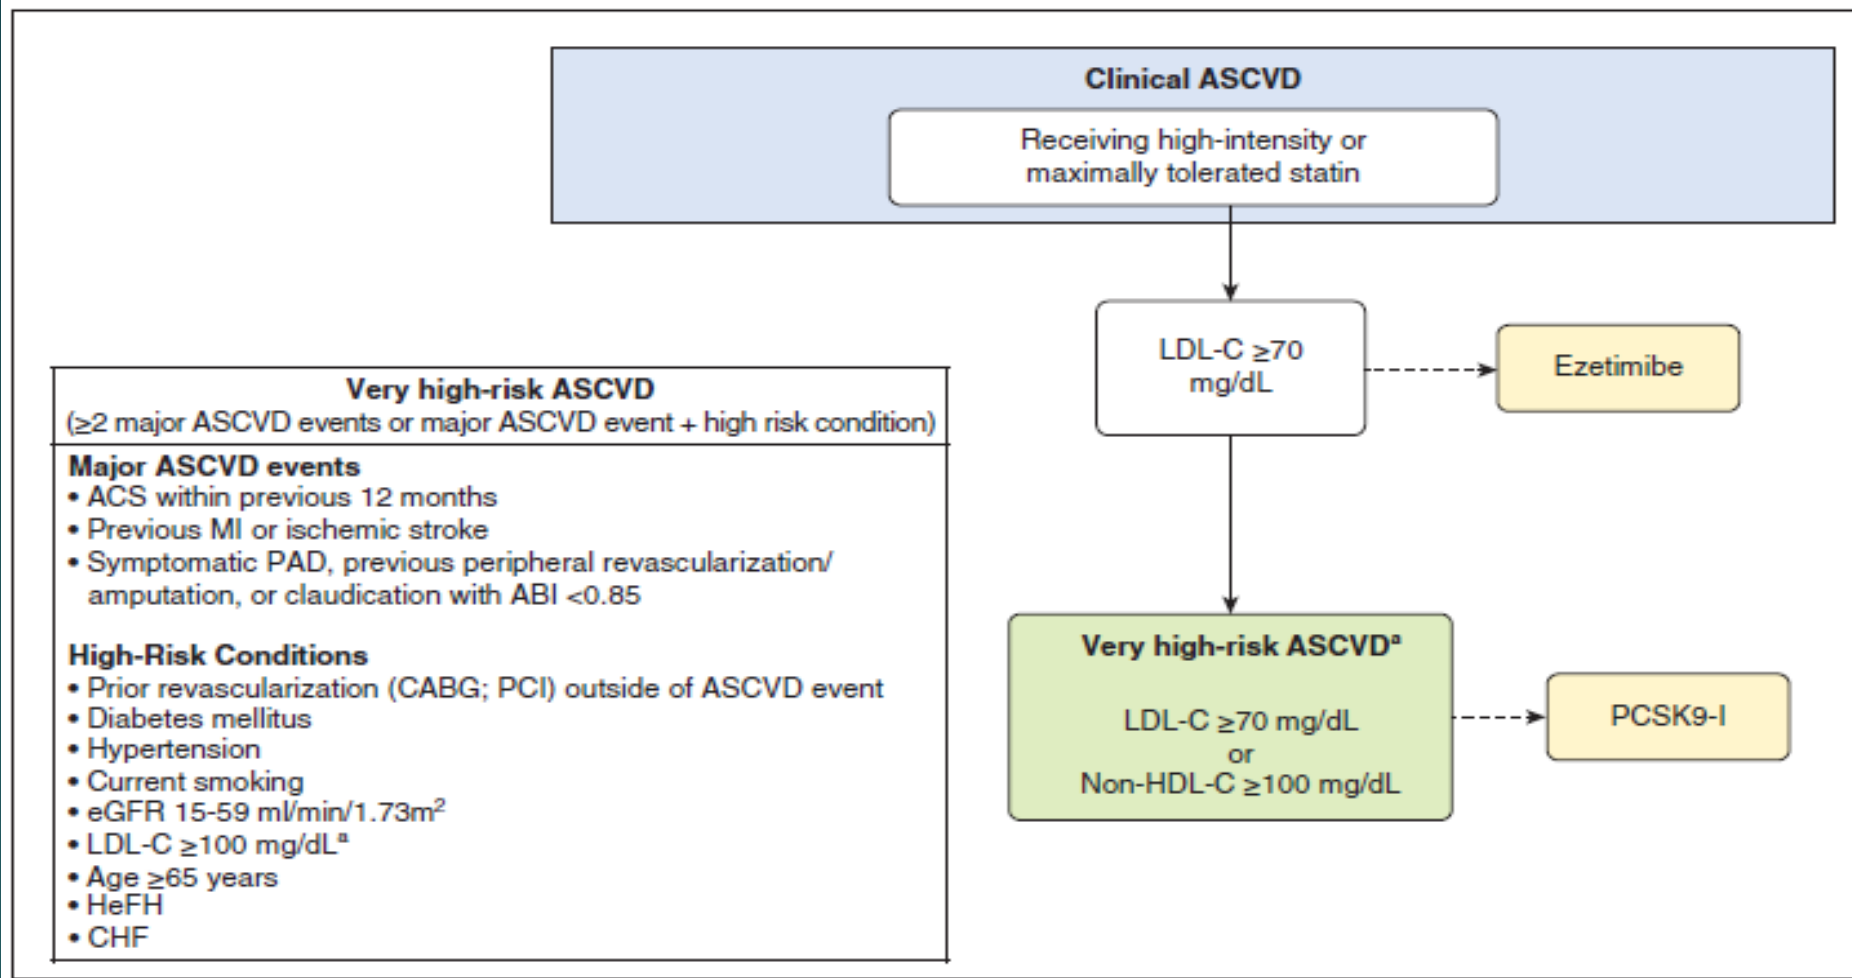 Clinical ASCVD
Receiving high-intensity or
maximally tolerated statin
LDL-C ≥70
mg/dL
Ezetimibe
Very high-risk ASCVD
(≥2 major ASCVD events or major ASCVD event + high risk condition)
Major ASCVD events
• ACS within previous 12 months
• Previous MI or ischemic stroke
• Symptomatic PAD, previous peripheral revascularization/
amputation, or claudication with ABI <0.85
High-Risk Conditions
• Prior revascularization (CABG; PCI) outside of ASCVD event
• Diabetes mellitus
• Hypertension
• Current smoking
• eGFR 15-59 ml/min/1.73m²
• LDL-C ≥100 mg/dLª
• Age ≥65 years
• HeFH
• CHF
Very high-risk ASCVDª
LDL-C ≥70 mg/dL
or
Non-HDL-C ≥100 mg/dL
PCSK9-I